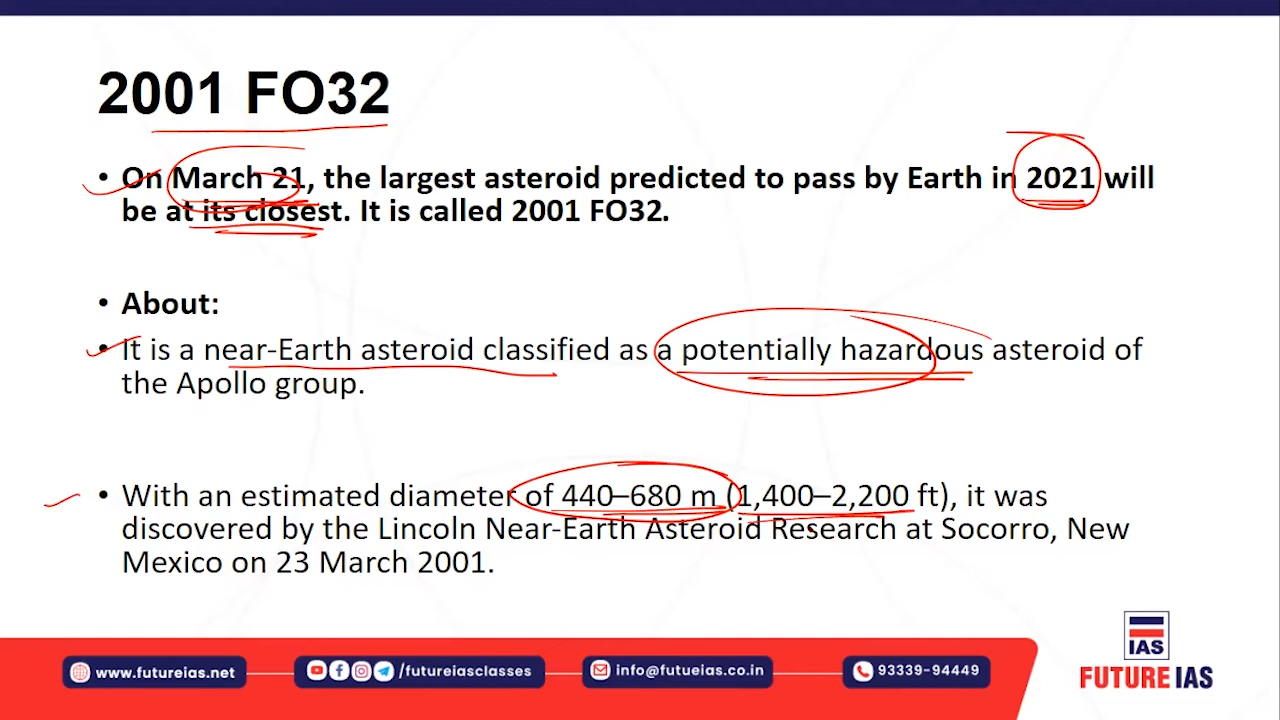 2001 FO32
• On March 21, the largest asteroid predicted to pass by Earth in 2021 will
be at its closest. It is called 2001 FO32.
• About:
• It is a near-Earth asteroid classified as a potentially hazardous asteroid of
the Apollo group.
• With an estimated diameter of 440–680 m (1,400–2,200 ft), it was
discovered by the Lincoln Near-Earth Asteroid Research at Socorro, New
Mexico on 23 March 2001.
IAS
www.futureias.net
/futureiasclasses
info@futueias.co.in
93339-94449
FUTURE IAS